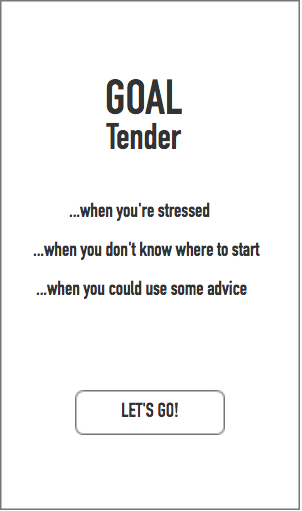 GOAL
Tender
...when you're stressed
...when you don't know where to start
...when you could use some advice
LET'S GO!